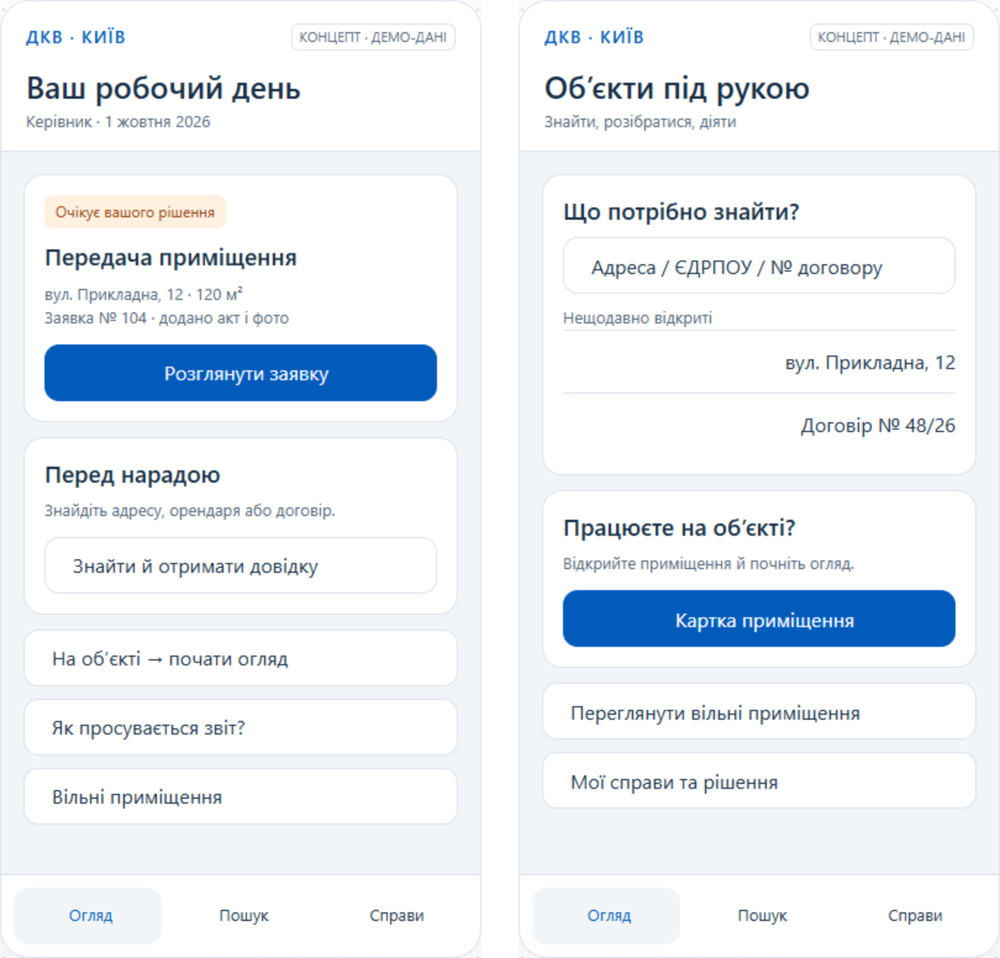 ДКВ · КИЇВ
КОНЦЕПТ · ДЕМО-ДАНІ
Ваш робочий день
Керівник · 1 жовтня 2026
Очікує вашого рішення
Передача приміщення
вул. Прикладна, 12 · 120 м²
Заявка № 104 · додано акт і фото
Розглянути заявку
Перед нарадою
Знайдіть адресу, орендаря або договір.
Знайти й отримати довідку
На об’єкті → почати огляд
Як просувається звіт?
Вільні приміщення
Огляд
Пошук
Справи
ДКВ · КИЇВ
КОНЦЕПТ · ДЕМО-ДАНІ
Об’єкти під рукою
Знайти, розібратися, діяти
Що потрібно знайти?
Адреса / ЄДРПОУ / № договору
Нещодавно відкриті
вул. Прикладна, 12
Договір № 48/26
Працюєте на об’єкті?
Відкрийте приміщення й почніть огляд.
Картка приміщення
Переглянути вільні приміщення
Мої справи та рішення
Огляд
Пошук
Справи